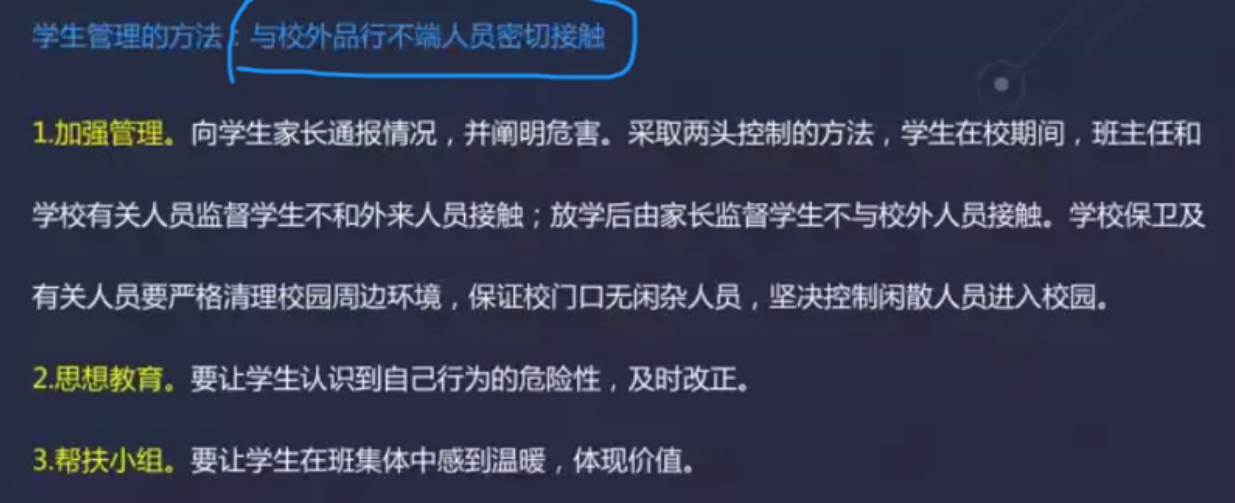 学生管理的方法：与校外品行不端人员密切接触
1.加强管理。向学生家长通报情况，并阐明危害。采取两头控制的方法，学生在校期间，班主任和
学校有关人员监督学生不和外来人员接触；放学后由家长监督学生不与校外人员接触。学校保卫及
有关人员要严格清理校园周边环境，保证校门口无闲杂人员，坚决控制闲散人员进入校园。
2.思想教育。要让学生认识到自己行为的危险性，及时改正。
3.帮扶小组。要让学生在班集体中感到温暖，体现价值。